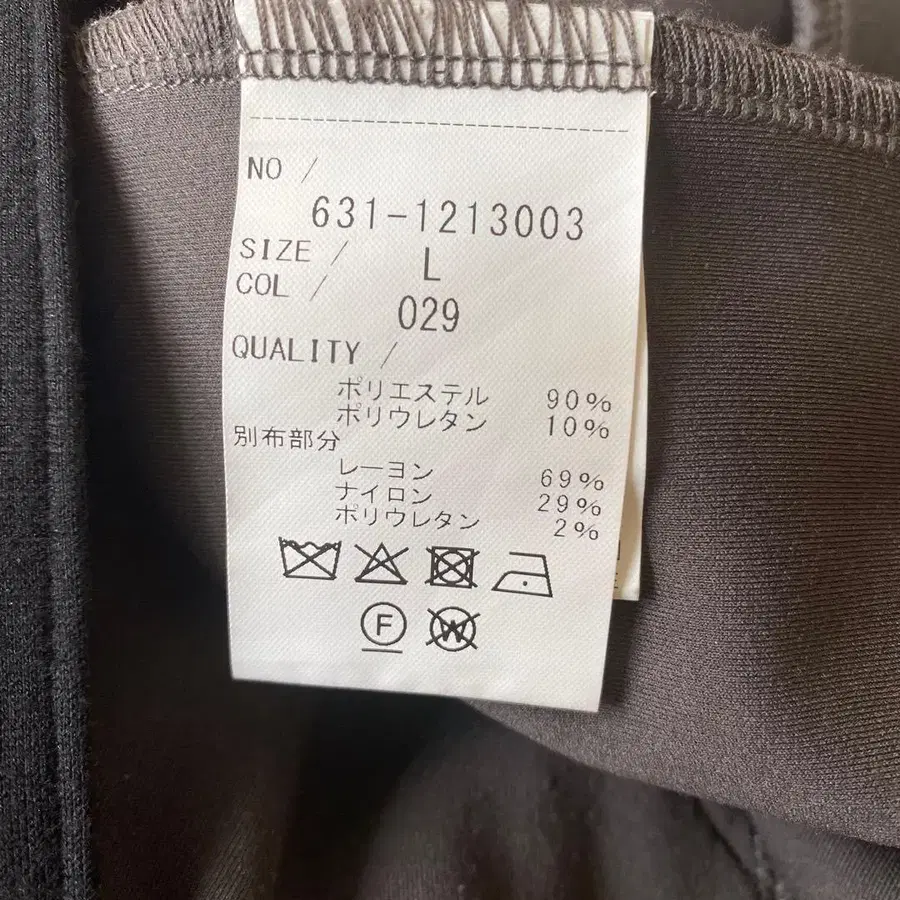 NO /
631-1213003
SIZE / L
COL / 029
QUALITY /
ポリエステル 90%
ポリウレタン 10%
別布部分
レーヨン 69%
ナイロン 29%
ポリウレタン 2%
F W